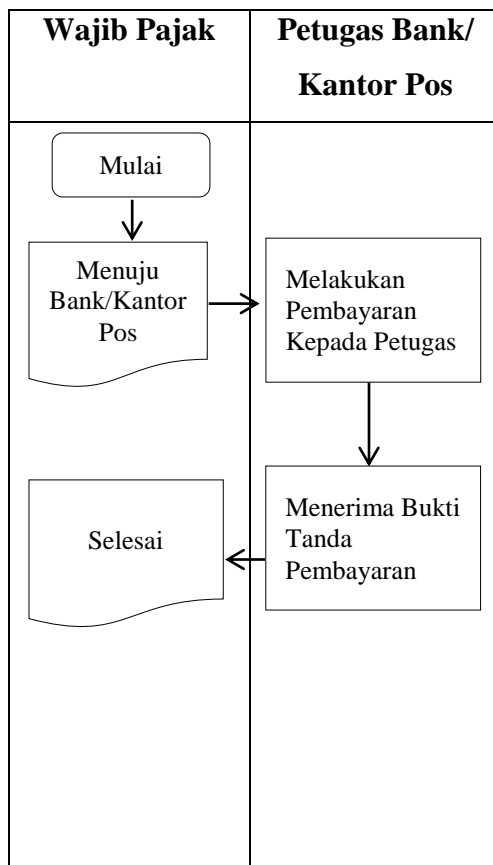 Wajib Pajak
Petugas Bank/
Kantor Pos
Mulai
Menuju
Bank/Kantor
Pos
Melakukan
Pembayaran
Kepada Petugas
Menerima Bukti
Tanda
Pembayaran
Selesai